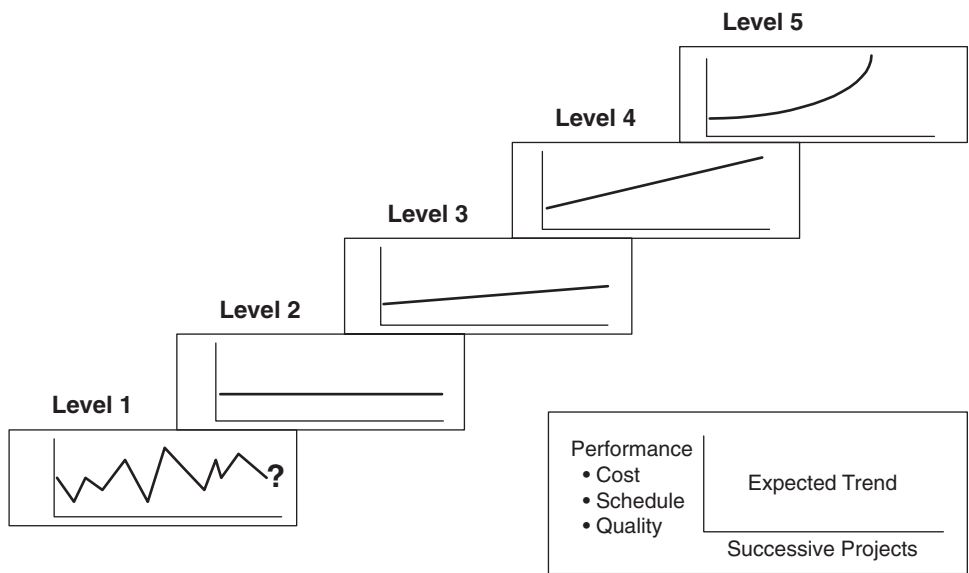 Level 5
Level 4
Level 3
Level 2
Level 1
?
Performance
• Cost
• Schedule
• Quality
Expected Trend
Successive Projects